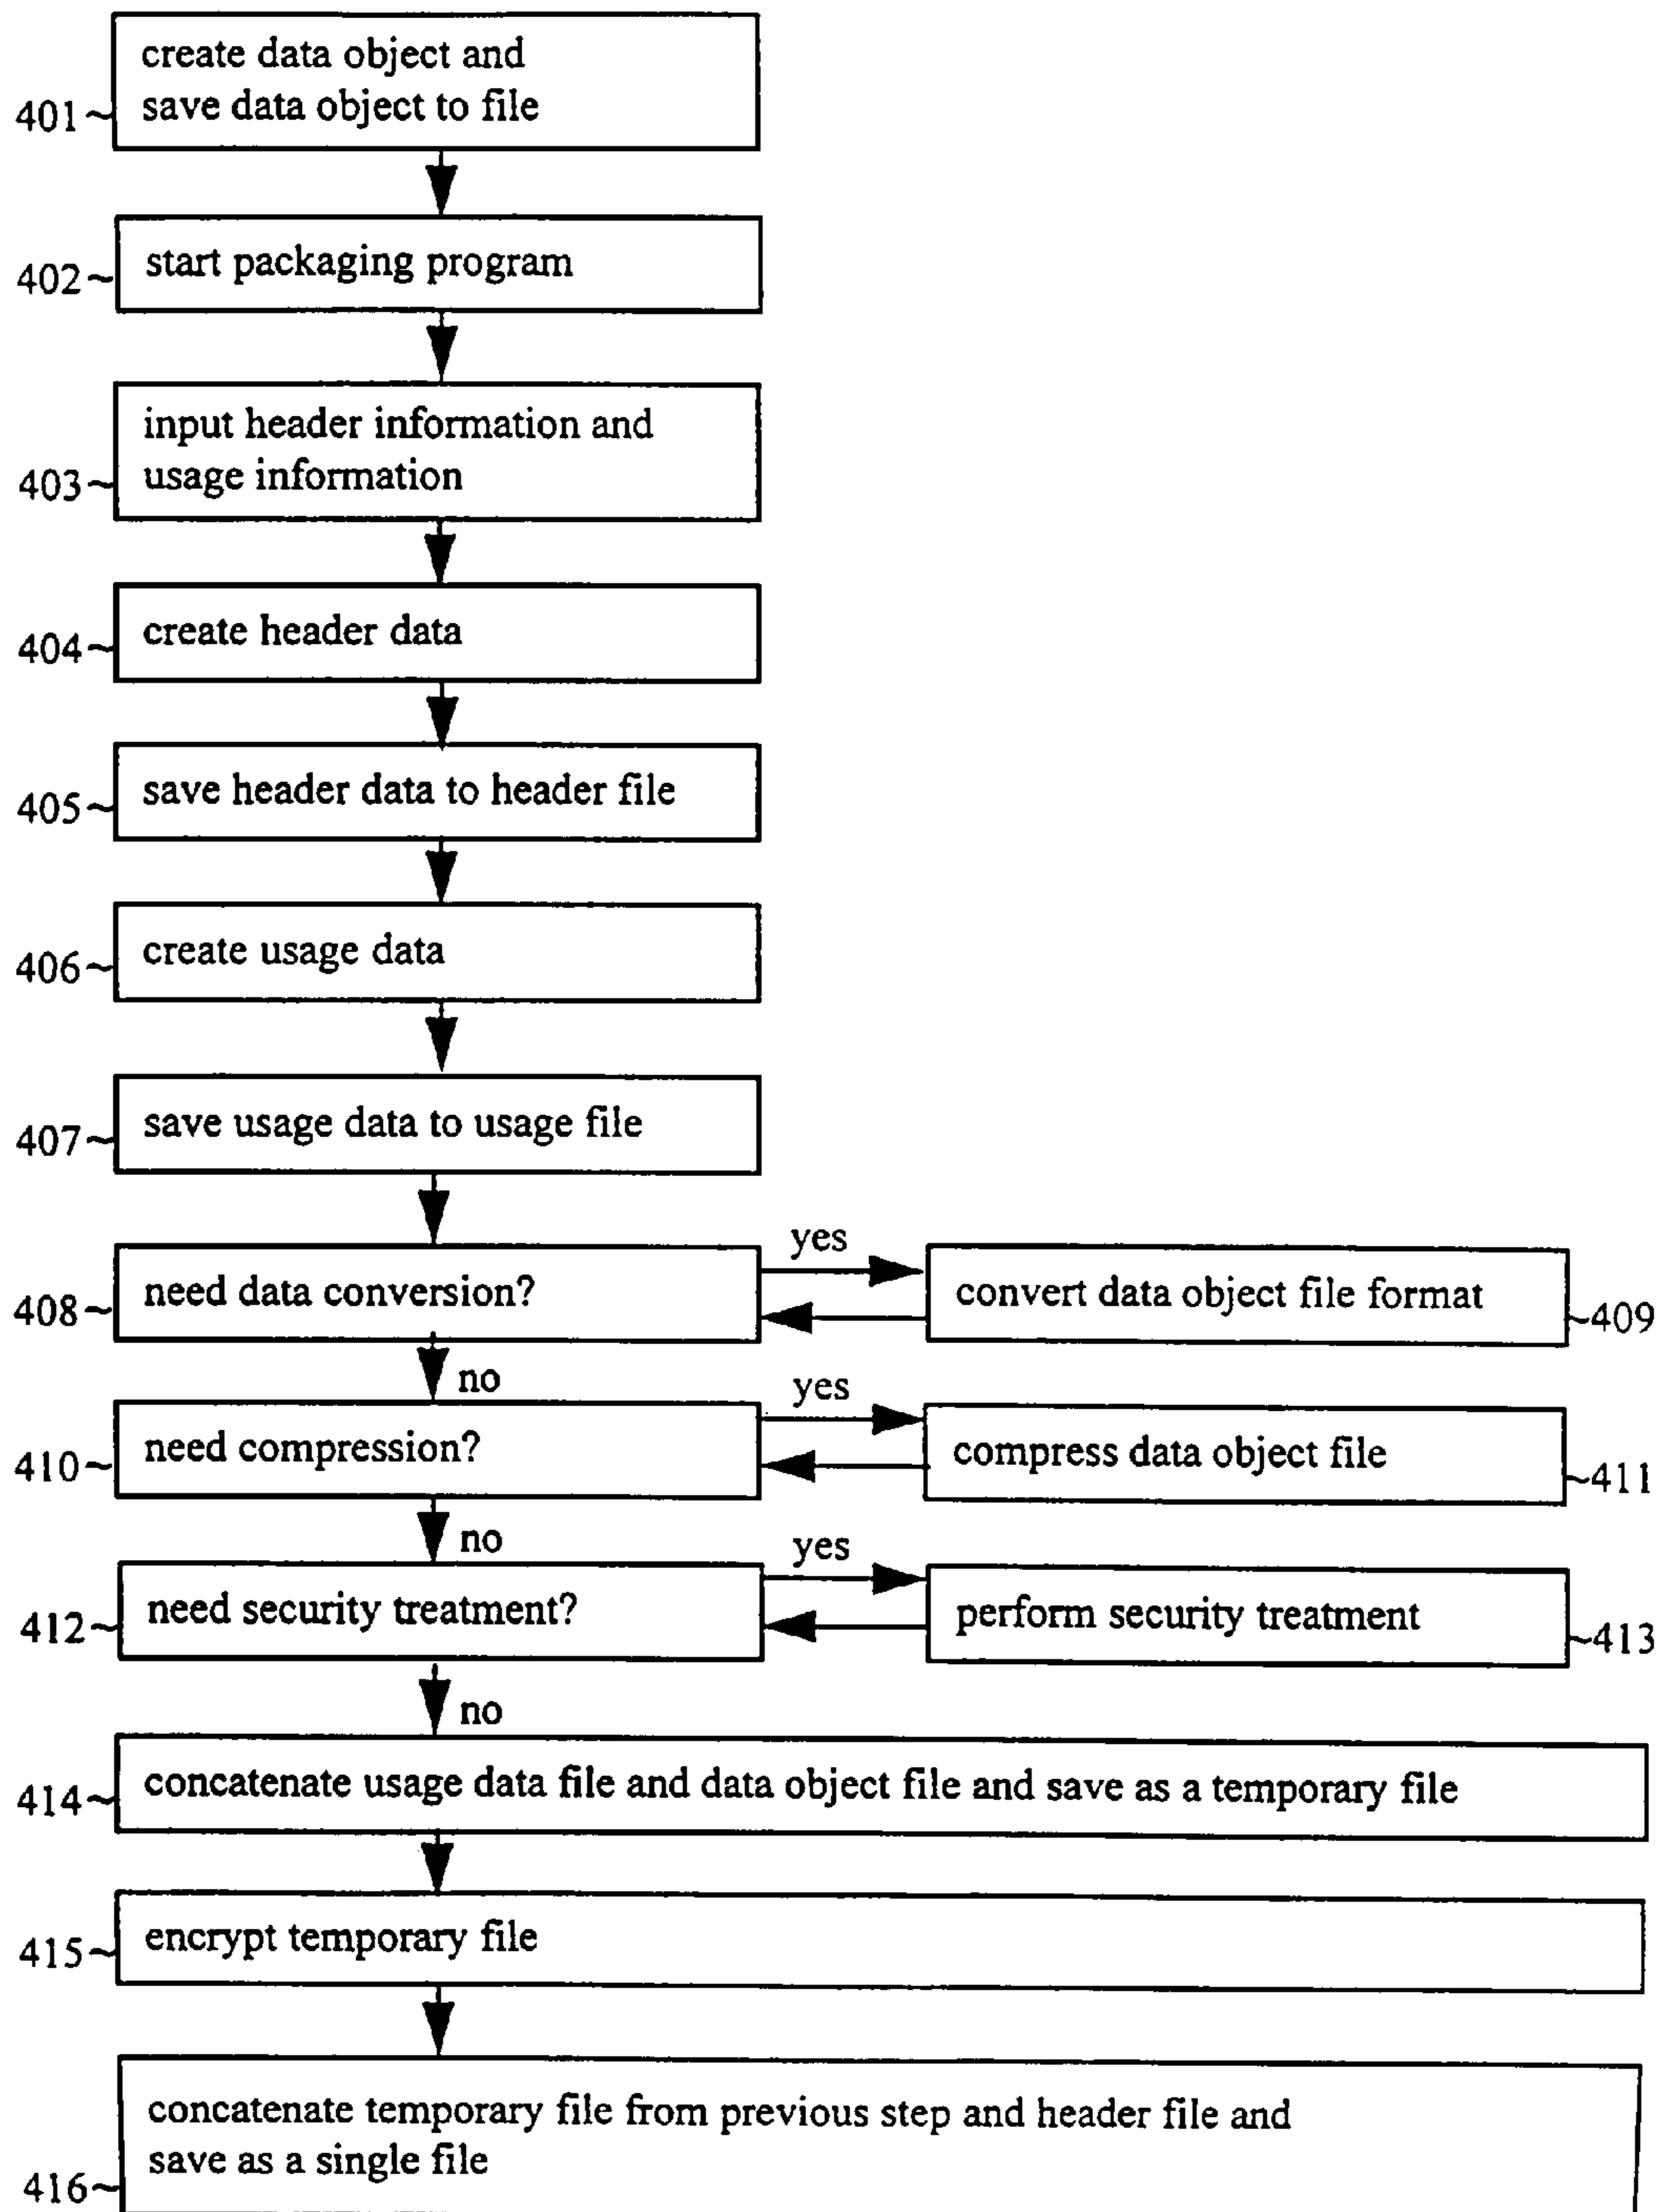 create data object and
save data object to file
401~
start packaging program
402~
input header information and
usage information
403~
create header data
404~
save header data to header file
405~
create usage data
406~
save usage data to usage file
407~
yes
need data conversion?
convert data object file format
408~
~409
no
yes
need compression?
compress data object file
410~
~411
no
yes
need security treatment?
perform security treatment
412~
~413
no
concatenate usage data file and data object file and save as a temporary file
414~
encrypt temporary file
415~
concatenate temporary file from previous step and header file and
save as a single file
416~